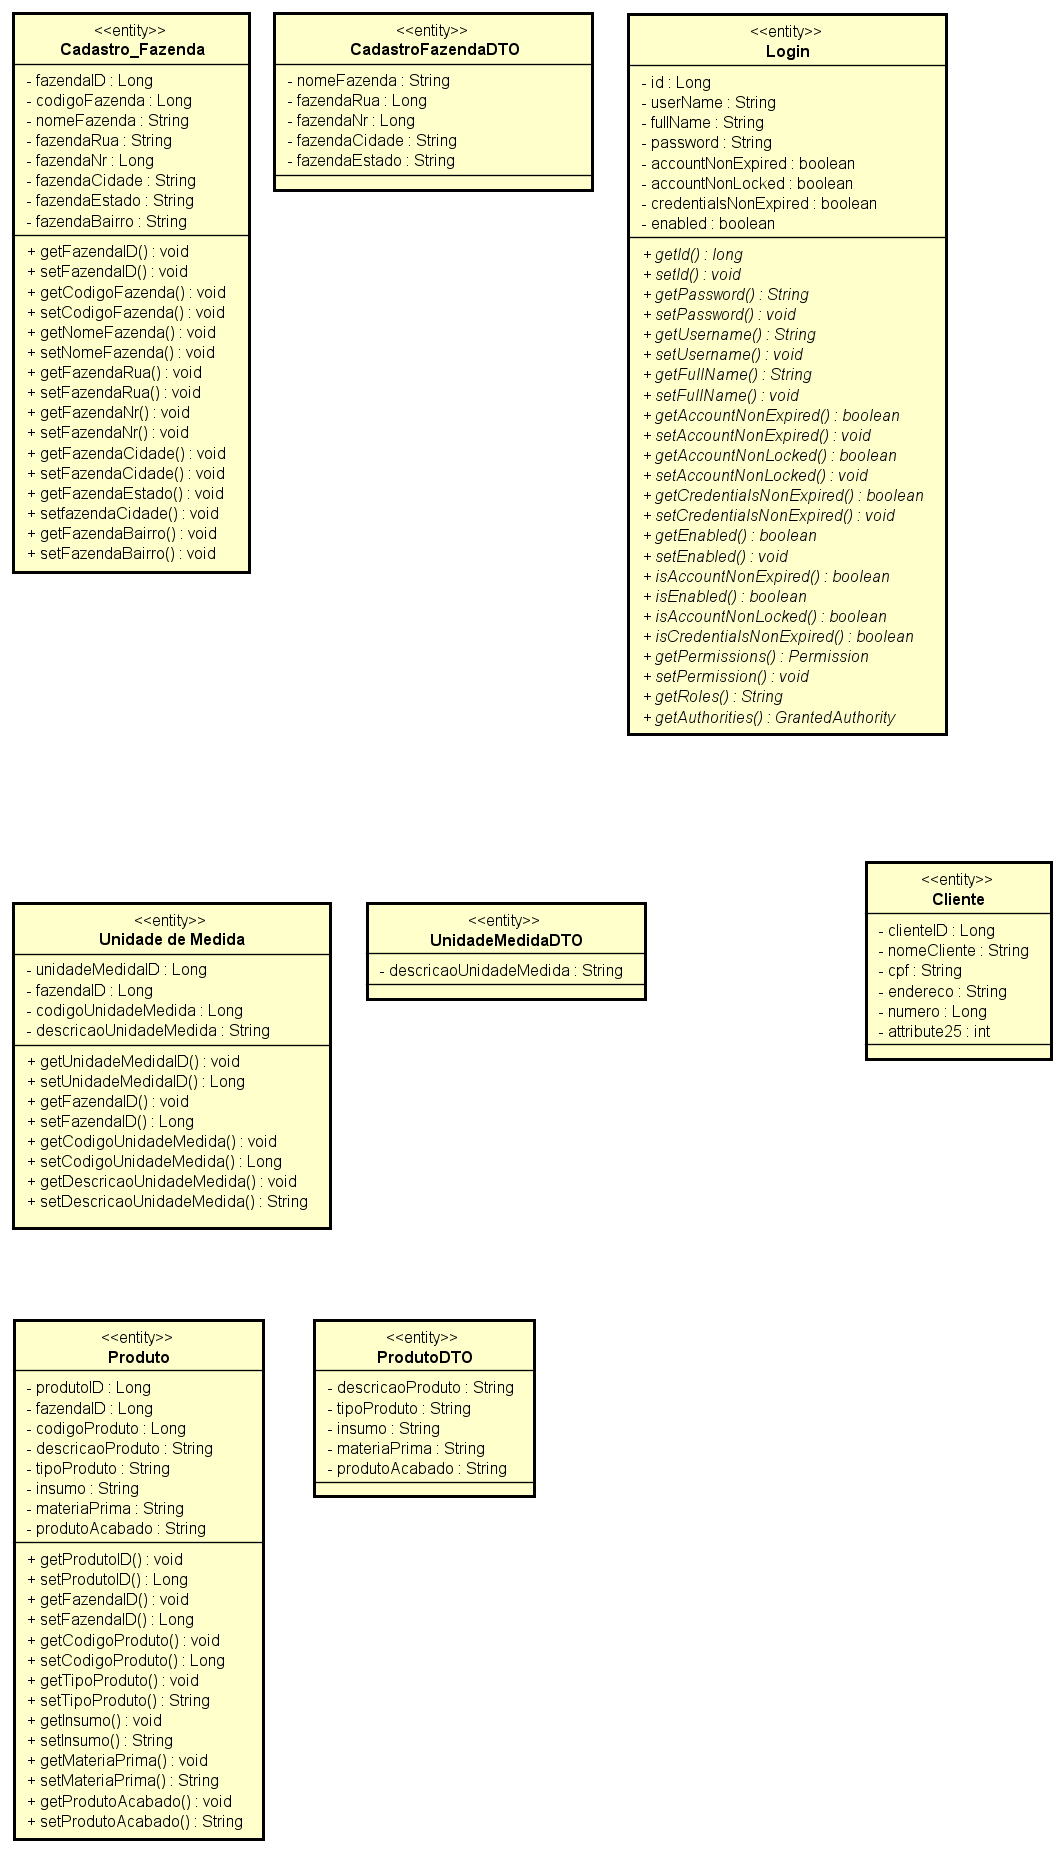 <<entity>>
Cadastro_Fazenda
- fazendaID : Long
- codigoFazenda : Long
- nomeFazenda : String
- fazendaRua : String
- fazendaNr : Long
- fazendaCidade : String
- fazendaEstado : String
- fazendaBairro : String
+ getFazendaID() : void
+ setFazendaID() : void
+ getCodigoFazenda() : void
+ setCodigoFazenda() : void
+ getNomeFazenda() : void
+ setNomeFazenda() : void
+ getFazendaRua() : void
+ setFazendaRua() : void
+ getFazendaNr() : void
+ setFazendaNr() : void
+ getFazendaCidade() : void
+ setFazendaCidade() : void
+ getFazendaEstado() : void
+ setfazendaCidade() : void
+ getFazendaBairro() : void
+ setFazendaBairro() : void
<<entity>>
CadastroFazendaDTO
- nomeFazenda : String
- fazendaRua : Long
- fazendaNr : Long
- fazendaCidade : String
- fazendaEstado : String
<<entity>>
Login
- id : Long
- userName : String
- fullName : String
- password : String
- accountNonExpired : boolean
- accountNonLocked : boolean
- credentialsNonExpired : boolean
- enabled : boolean
+ getId() : long
+ setId() : void
+ getPassword() : String
+ setPassword() : void
+ getUsername() : String
+ setUsername() : void
+ getFullName() : String
+ setFullName() : void
+ getAccountNonExpired() : boolean
+ setAccountNonExpired() : void
+ getAccountNonLocked() : boolean
+ setAccountNonLocked() : void
+ getCredentialsNonExpired() : boolean
+ setCredentialsNonExpired() : void
+ getEnabled() : boolean
+ setEnabled() : void
+ isAccountNonExpired() : boolean
+ isEnabled() : boolean
+ isAccountNonLocked() : boolean
+ isCredentialsNonExpired() : boolean
+ getPermissions() : Permission
+ setPermission() : void
+ getRoles() : String
+ getAuthorities() : GrantedAuthority
<<entity>>
Unidade de Medida
- unidadeMedidaID : Long
- fazendaID : Long
- codigoUnidadeMedida : Long
- descricaoUnidadeMedida : String
+ getUnidadeMedidaID() : void
+ setUnidadeMedidaID() : Long
+ getFazendaID() : void
+ setFazendaID() : Long
+ getCodigoUnidadeMedida() : void
+ setCodigoUnidadeMedida() : Long
+ getDescricaoUnidadeMedida() : void
+ setDescricaoUnidadeMedida() : String
<<entity>>
UnidadeMedidaDTO
- descricaoUnidadeMedida : String
<<entity>>
Cliente
- clienteID : Long
- nomeCliente : String
- cpf : String
- endereco : String
- numero : Long
- attribute25 : int
<<entity>>
Produto
- produtoID : Long
- fazendaID : Long
- codigoProduto : Long
- descricaoProduto : String
- tipoProduto : String
- insumo : String
- materiaPrima : String
- produtoAcabado : String
+ getProdutoID() : void
+ setProdutoID() : Long
+ getFazendaID() : void
+ setFazendaID() : Long
+ getCodigoProduto() : void
+ setCodigoProduto() : Long
+ getTipoProduto() : void
+ setTipoProduto() : String
+ getInsumo() : void
+ setInsumo() : String
+ getMateriaPrima() : void
+ setMateriaPrima() : String
+ getProdutoAcabado() : void
+ setProdutoAcabado() : String
<<entity>>
ProdutoDTO
- descricaoProduto : String
- tipoProduto : String
- insumo : String
- materiaPrima : String
- produtoAcabado : String